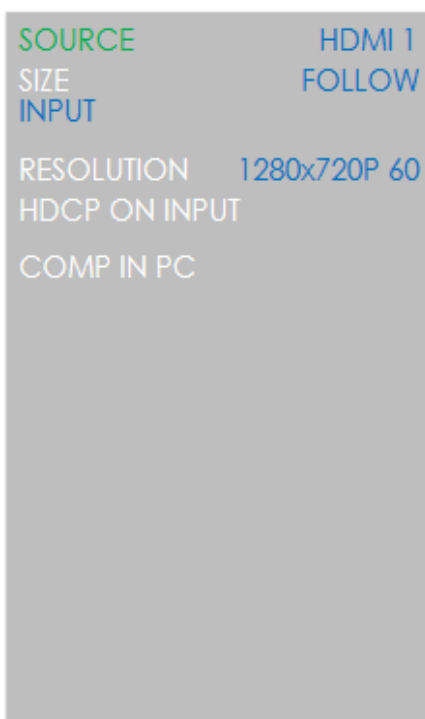 SOURCE HDMI 1
SIZE FOLLOW
INPUT
RESOLUTION 1280x720P 60
HDCP ON INPUT
COMP IN PC